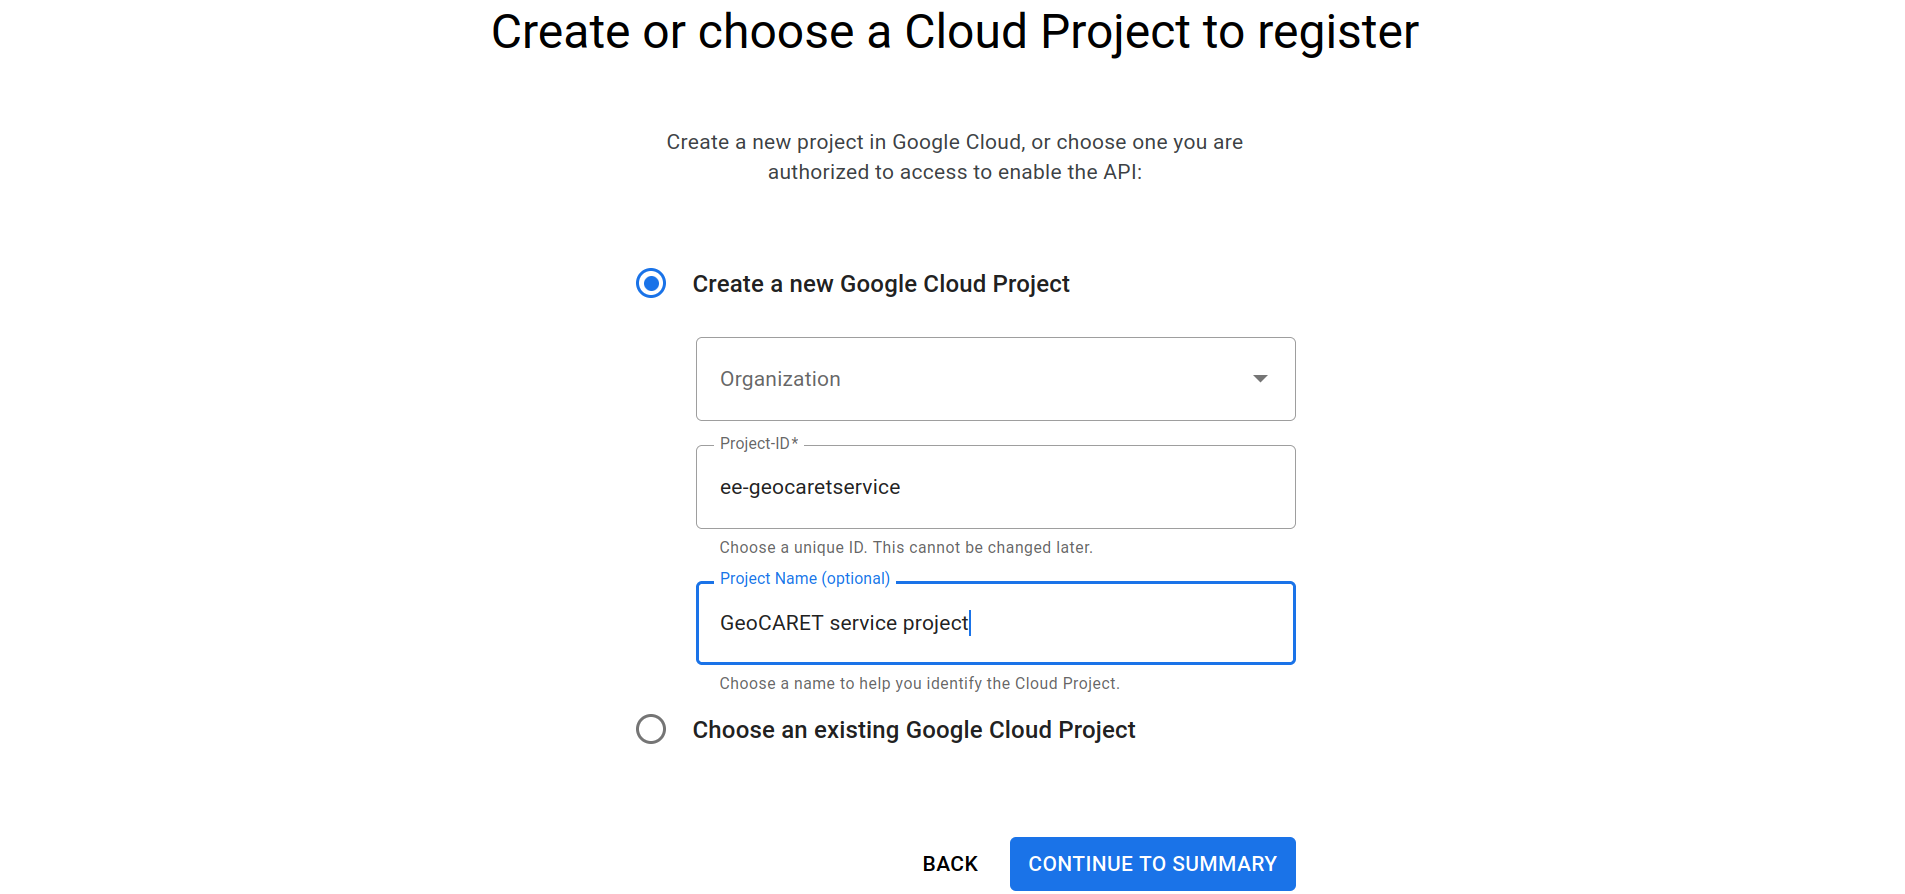 Create or choose a Cloud Project to register
Create a new project in Google Cloud, or choose one you are
authorized to access to enable the API:
Create a new Google Cloud Project
Organization
Project-ID*
ee-geocaretservice
Choose a unique ID. This cannot be changed later.
Project Name (optional)
GeoCARET service project
Choose a name to help you identify the Cloud Project.
Choose an existing Google Cloud Project
BACK CONTINUE TO SUMMARY